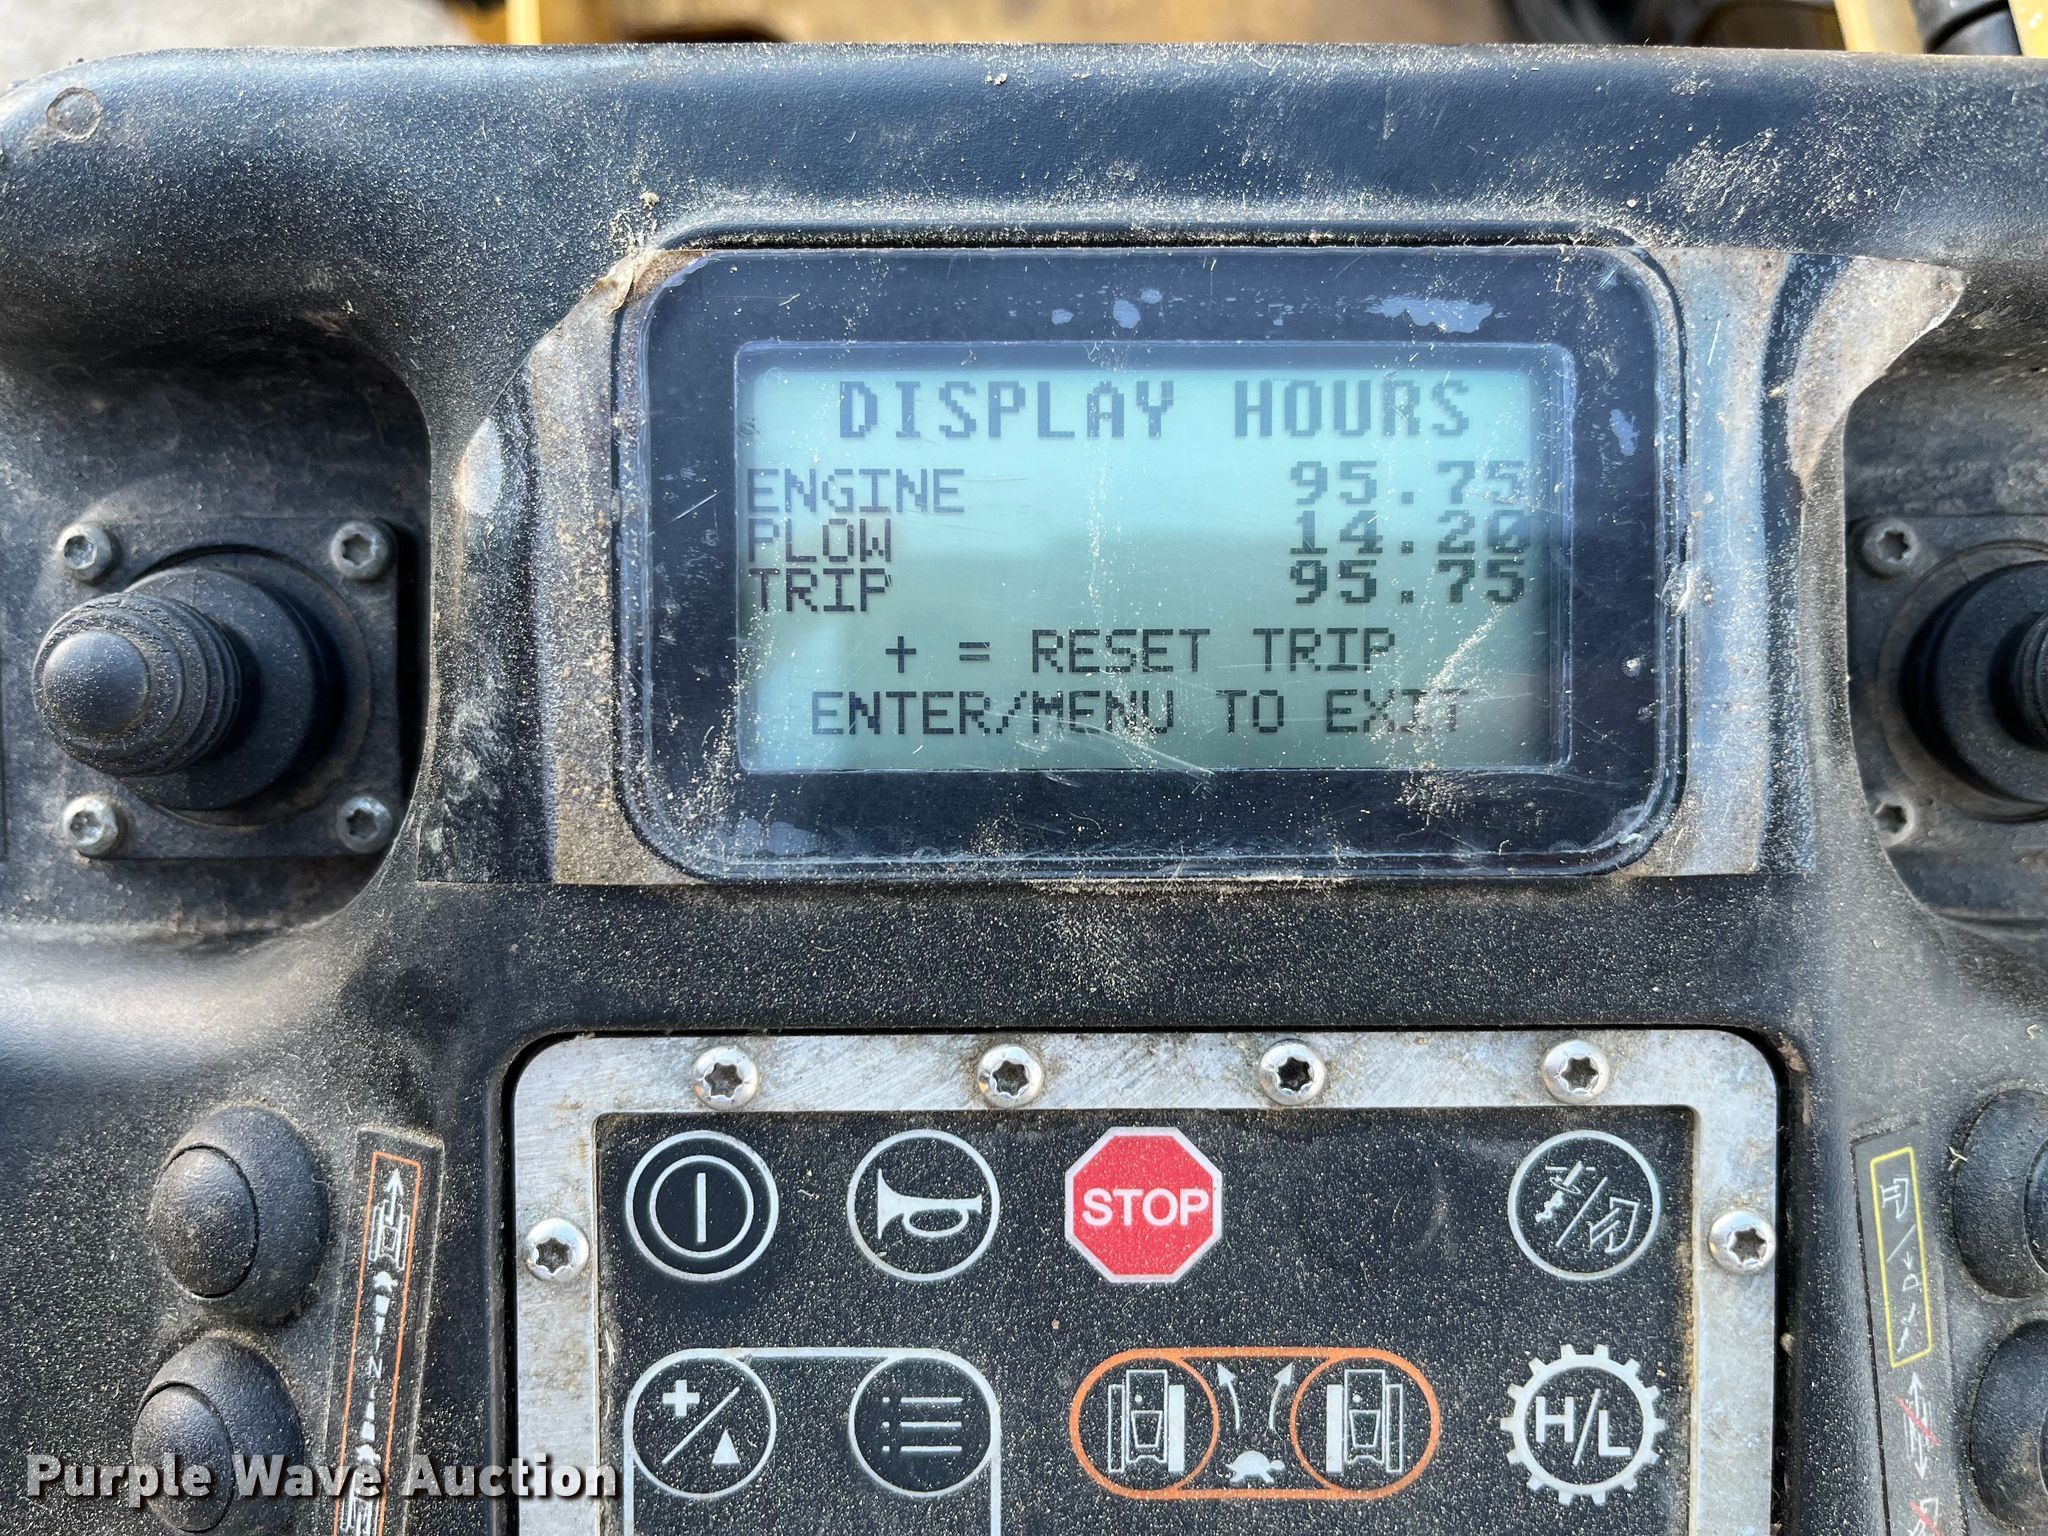 DISPLAY HOURS
ENGINE 95.75
PLOW 14.20
TRIP 95.75
+ = RESET TRIP
ENTER/MENU TO EXIT
STOP
H/L
Purple Wave Auction